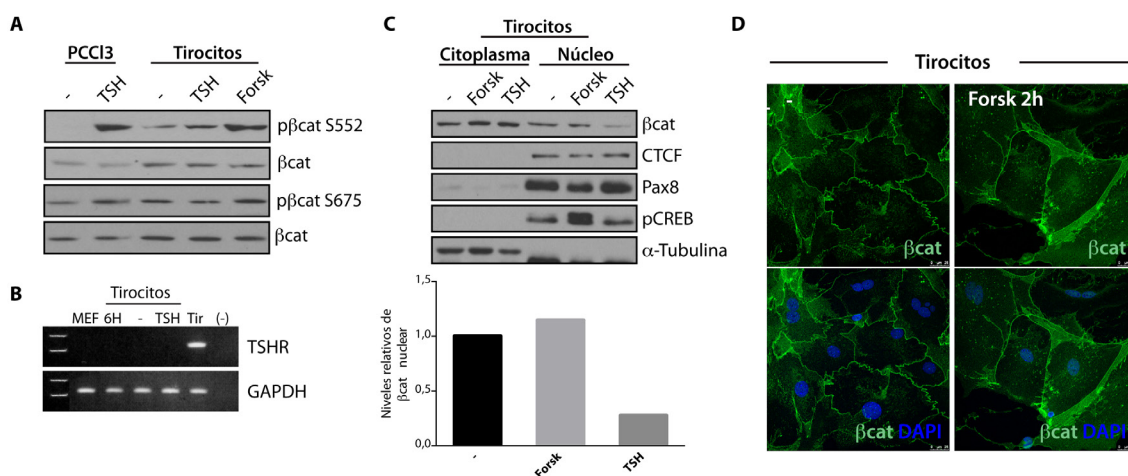 A
PCCl3 Tirocitos
- TSH - TSH Forsk
pβcat S552
βcat
pβcat S675
βcat
B
Tirocitos
MEF 6H - TSH Tir (-)
TSHR
GAPDH
C
Tirocitos
Citoplasma Núcleo
- Forsk TSH - Forsk TSH
βcat
CTCF
Pax8
pCREB
α-Tubulina
Niveles relativos de
βcat nuclear
1,5
1,0
0,5
0,0
- Forsk TSH
D
Tirocitos
- Forsk 2h
βcat βcat
βcat DAPI βcat DAPI